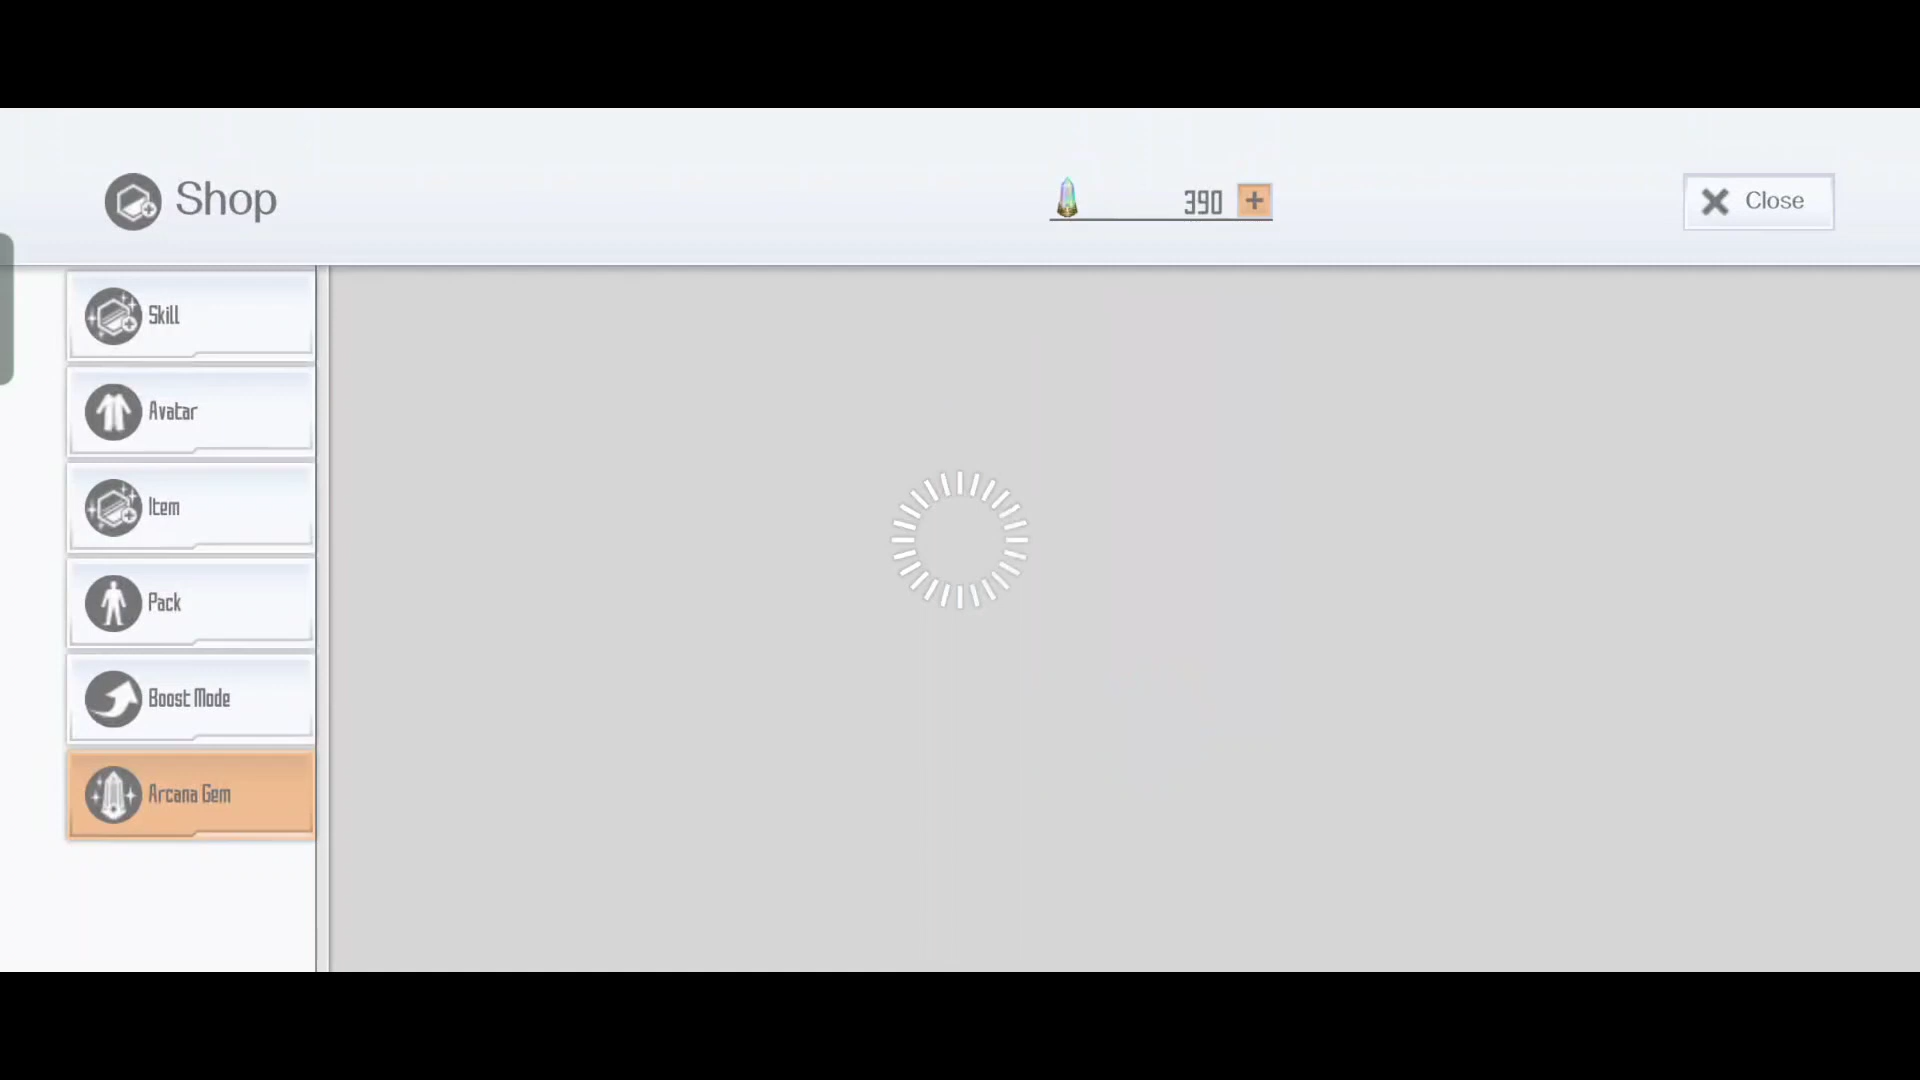 Shop
390
Close
Skill
Avatar
Item
Pack
Boost Mode
Arcana Gem